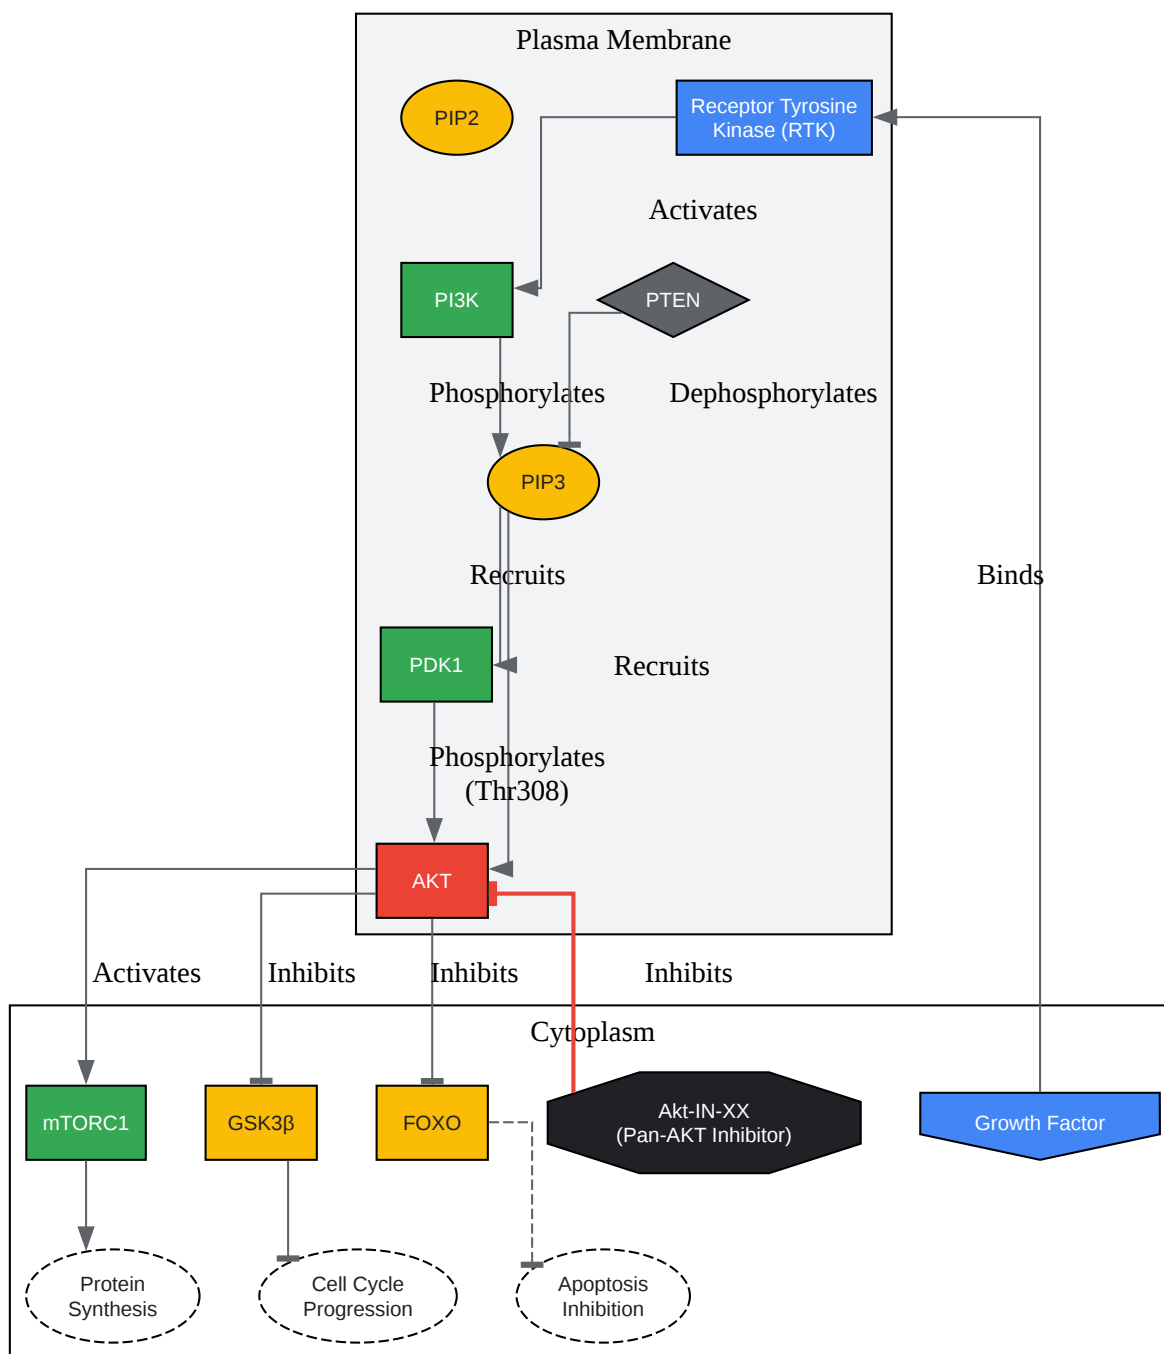 Plasma Membrane
PIP2
Receptor Tyrosine
Kinase (RTK)
Activates
PI3K
PTEN
Phosphorylates
Dephosphorylates
PIP3
Recruits
Binds
PDK1
Recruits
Phosphorylates
(Thr308)
AKT
Activates
Inhibits
Inhibits
Inhibits
Cytoplasm
mTORC1
GSK3β
FOXO
Akt-IN-XX
(Pan-AKT Inhibitor)
Growth Factor
Protein
Synthesis
Cell Cycle
Progression
Apoptosis
Inhibition